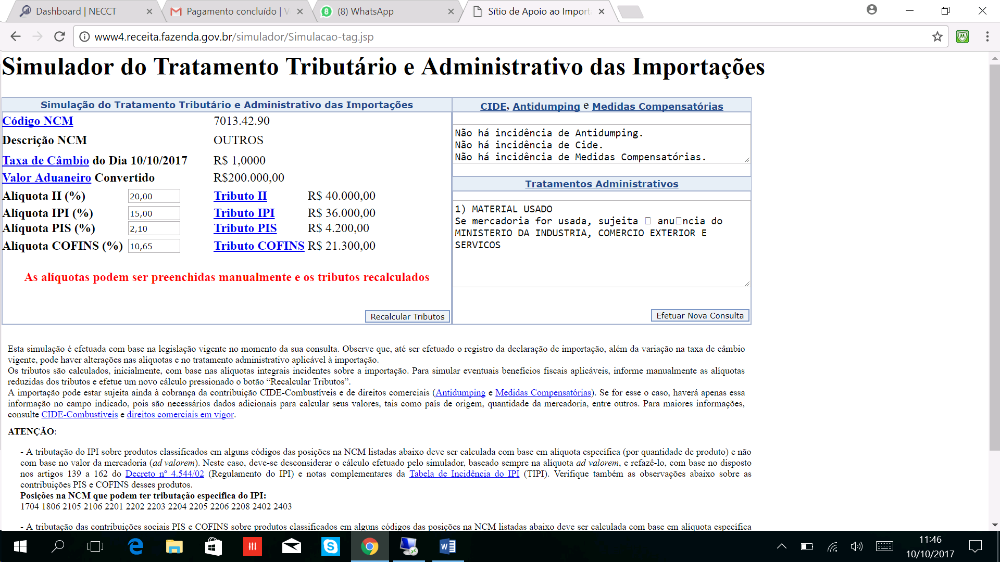 Dashboard | NECCT
Pagamento concluído | V
(8) WhatsApp
Sítio de Apoio ao Import
www4.receita.fazenda.gov.br/simulador/Simulacao-tag.jsp
Simulador do Tratamento Tributário e Administrativo das Importações
Simulação do Tratamento Tributário e Administrativo das Importações
Código NCM 7013.42.90
Descrição NCM OUTROS
Taxa de Câmbio do Dia 10/10/2017 R$ 1,0000
Valor Aduaneiro Convertido R$200.000,00
Alíquota II (%) 20,00 Tributo II R$ 40.000,00
Alíquota IPI (%) 15,00 Tributo IPI R$ 36.000,00
Alíquota PIS (%) 2,10 Tributo PIS R$ 4.200,00
Alíquota COFINS (%) 10,65 Tributo COFINS R$ 21.300,00
As alíquotas podem ser preenchidas manualmente e os tributos recalculados
Recalcular Tributos
CIDE, Antidumping e Medidas Compensatórias
Não há incidência de Antidumping.
Não há incidência de Cide.
Não há incidência de Medidas Compensatórias.
Tratamentos Administrativos
1) MATERIAL USADO
Se mercadoria for usada, sujeita □ anu□ncia do
MINISTERIO DA INDUSTRIA, COMERCIO EXTERIOR E
SERVICOS
Efetuar Nova Consulta
Esta simulação é efetuada com base na legislação vigente no momento da sua consulta. Observe que, até ser efetuado o registro da declaração de importação, além da variação na taxa de câmbio
vigente, pode haver alterações nas alíquotas e no tratamento administrativo aplicável à importação.
Os tributos são calculados, inicialmente, com base nas alíquotas integrais incidentes sobre a importação. Para simular eventuais benefícios fiscais aplicáveis, informe manualmente as alíquotas
reduzidas dos tributos e efetue um novo cálculo pressionado o botão “Recalcular Tributos”.
A importação pode estar sujeita ainda à cobrança da contribuição CIDE-Combustíveis e de direitos comerciais (Antidumping e Medidas Compensatórias). Se for esse o caso, haverá apenas essa
informação no campo indicado, pois são necessários dados adicionais para calcular seus valores, tais como país de origem, quantidade da mercadoria, entre outros. Para maiores informações,
consulte CIDE-Combustíveis e direitos comerciais em vigor.
ATENÇÃO:
- A tributação do IPI sobre produtos classificados em alguns códigos das posições na NCM listadas abaixo deve ser calculada com base em alíquota específica (por quantidade de produto) e não
com base no valor da mercadoria (ad valorem). Neste caso, deve-se desconsiderar o cálculo efetuado pelo simulador, baseado sempre na alíquota ad valorem, e refazê-lo, com base no disposto
nos artigos 139 a 162 do Decreto nº 4.544/02 (Regulamento do IPI) e notas complementares da Tabela de Incidência do IPI (TIPI). Verifique também as observações abaixo sobre as
contribuições PIS e COFINS desses produtos.
Posições na NCM que podem ter tributação específica do IPI:
1704 1806 2105 2106 2201 2202 2203 2204 2205 2206 2208 2402 2403
- A tributação das contribuições sociais PIS e COFINS sobre produtos classificados em alguns códigos das posições na NCM listadas abaixo deve ser calculada com base em alíquota específica
11:46
10/10/2017